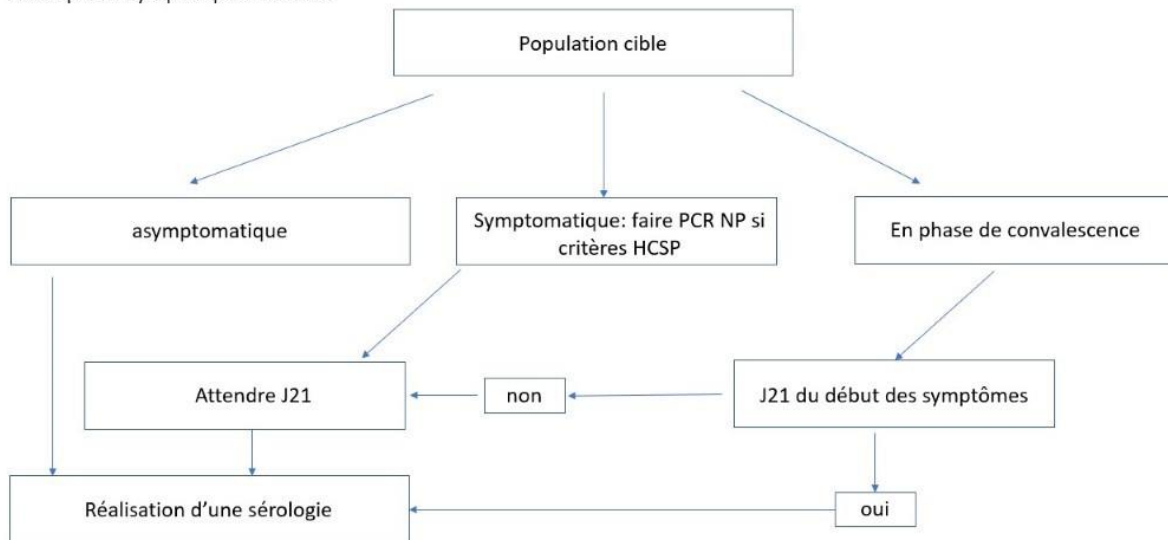 Population cible
asymptomatique
Symptomatique: faire PCR NP si
critères HCSP
En phase de convalescence
Attendre J21
non
J21 du début des symptômes
Réalisation d'une sérologie
oui